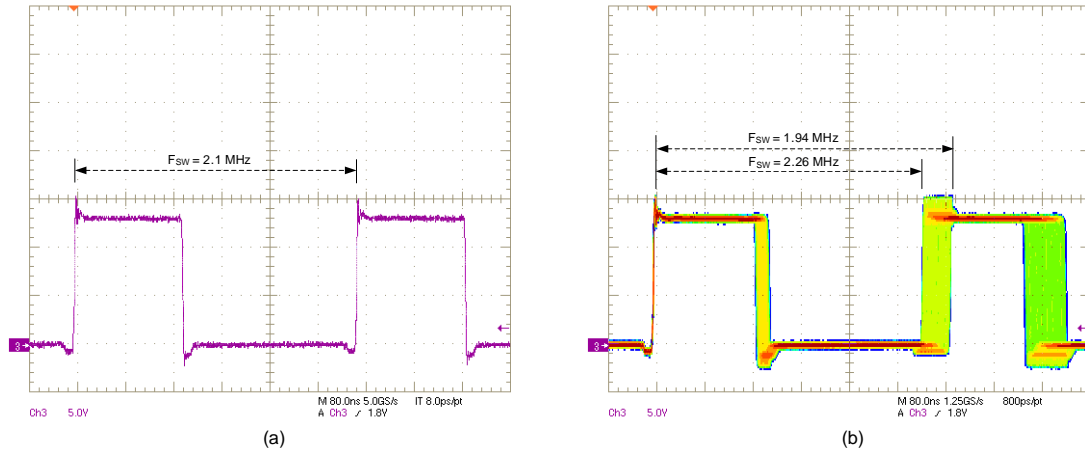 FSW = 2.1 MHz
3
Ch3 5.0V
M 80.0ns 5.0GS/s IT 8.0ps/pt
A Ch3 / 1.8V
(a)
FSW = 1.94 MHz
FSW = 2.26 MHz
3
Ch3 5.0V
M 80.0ns 1.25GS/s 800ps/pt
A Ch3 / 1.8V
(b)